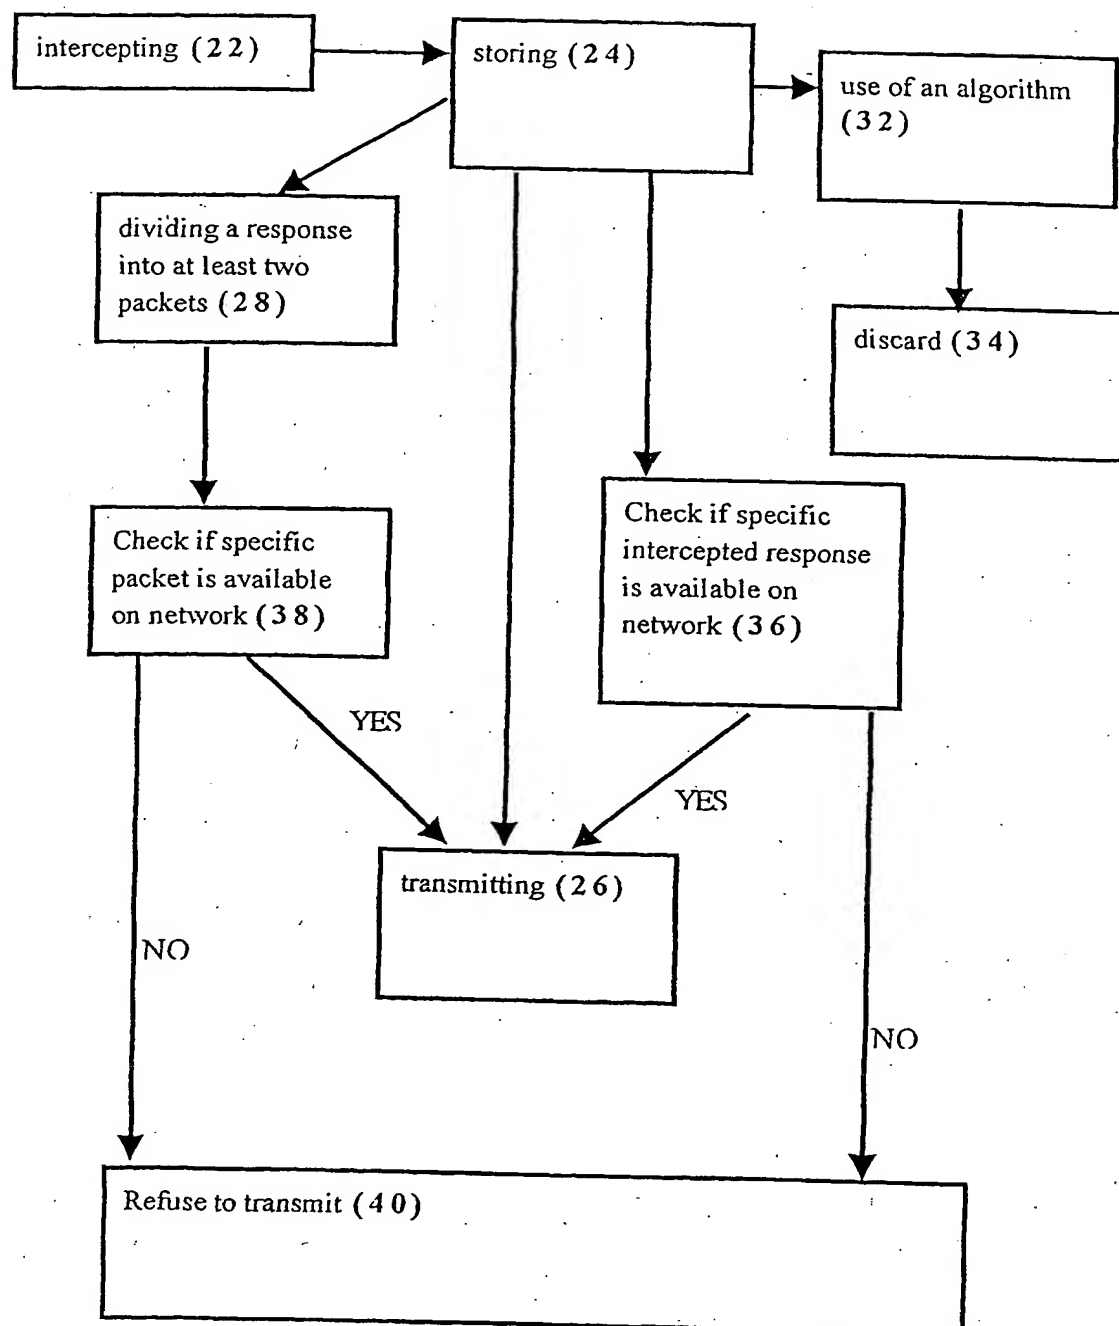 intercepting (22)
storing (24)
use of an algorithm
(32)
dividing a response
into at least two
packets (28)
discard (34)
Check if specific
packet is available
on network (38)
Check if specific
intercepted response
is available on
network (36)
YES
YES
transmitting (26)
NO
NO
Refuse to transmit (40)